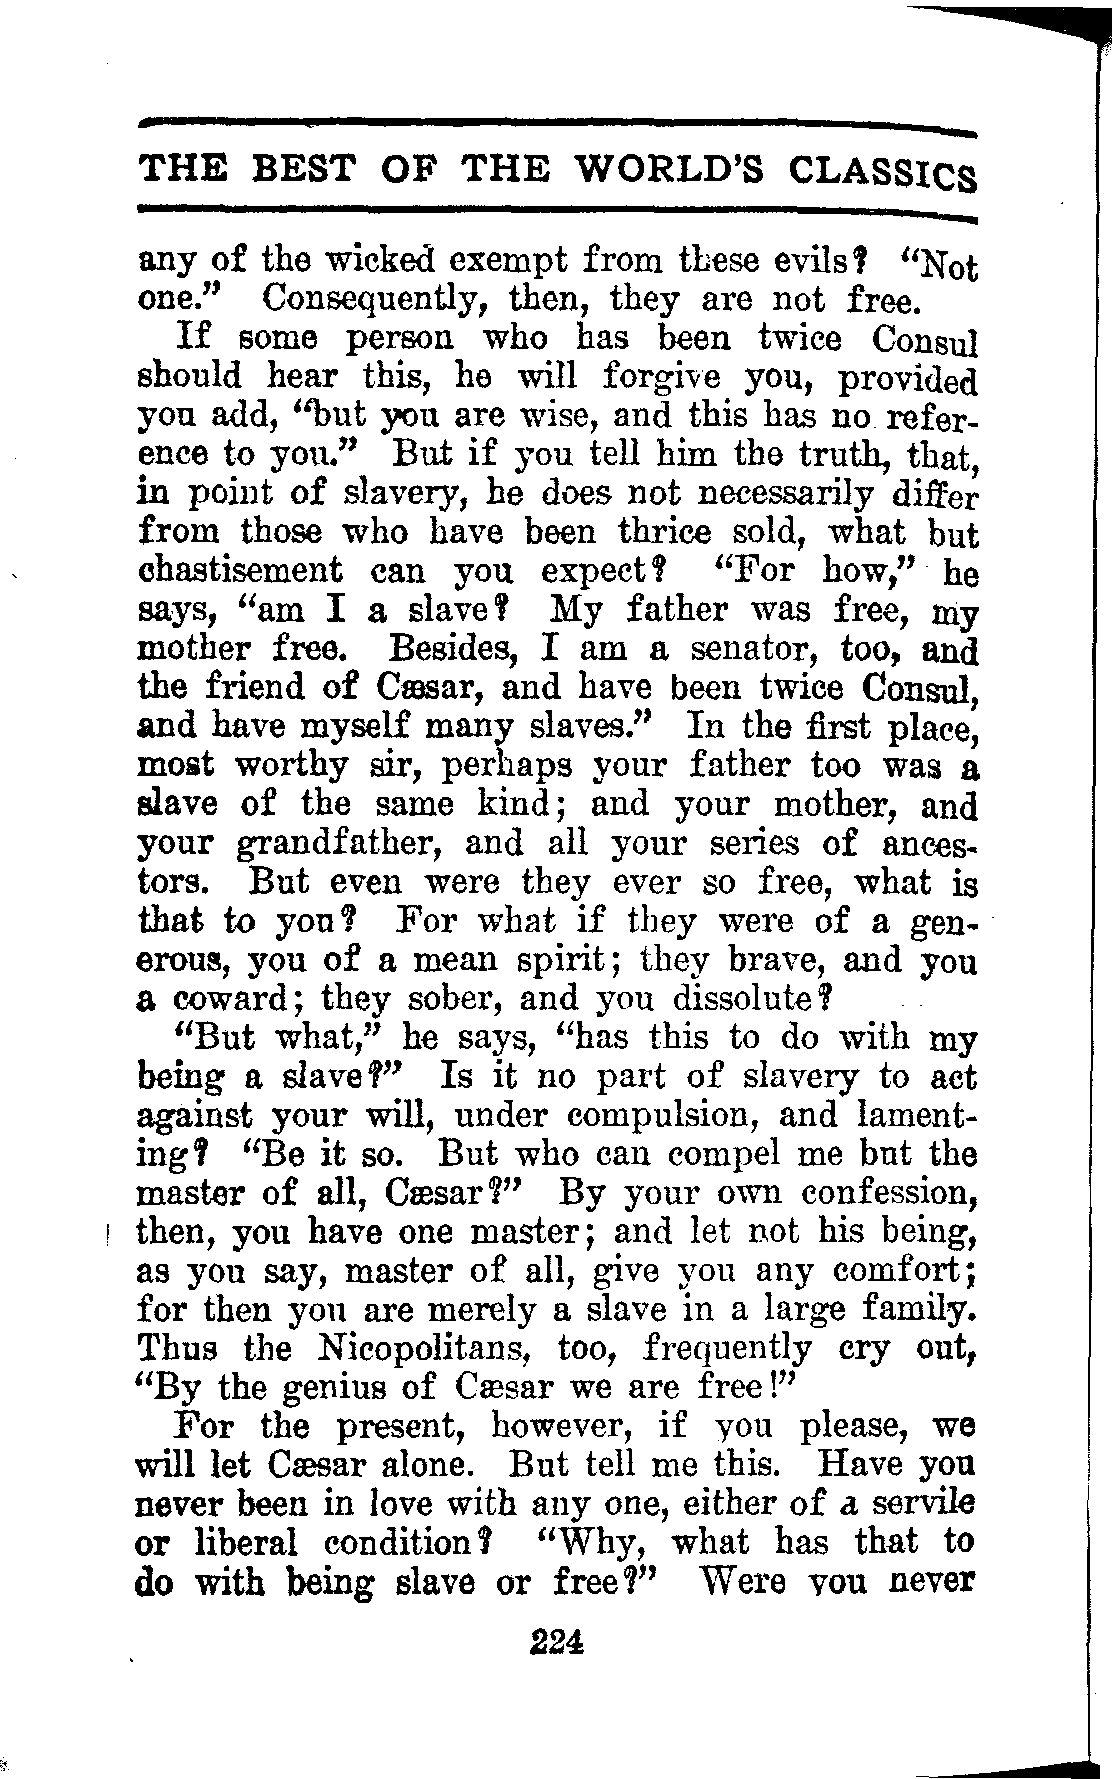 THE BEST OF THE WORLD'S CLASSICS
any of the wicked exempt from these evils? “Not
one.” Consequently, then, they are not free.
If some person who has been twice Consul
should hear this, he will forgive you, provided
you add, “but you are wise, and this has no refer-
ence to you.” But if you tell him the truth, that,
in point of slavery, he does not necessarily differ
from those who have been thrice sold, what but
chastisement can you expect? “For how,” he
says, “am I a slave? My father was free, my
mother free. Besides, I am a senator, too, and
the friend of Cæsar, and have been twice Consul,
and have myself many slaves.” In the first place,
most worthy sir, perhaps your father too was a
slave of the same kind; and your mother, and
your grandfather, and all your series of ances-
tors. But even were they ever so free, what is
that to you? For what if they were of a gen-
erous, you of a mean spirit; they brave, and you
a coward; they sober, and you dissolute?
“But what,” he says, “has this to do with my
being a slave?” Is it no part of slavery to act
against your will, under compulsion, and lament-
ing? “Be it so. But who can compel me but the
master of all, Cæsar?” By your own confession,
then, you have one master; and let not his being,
as you say, master of all, give you any comfort;
for then you are merely a slave in a large family.
Thus the Nicopolitans, too, frequently cry out,
“By the genius of Cæsar we are free!”
For the present, however, if you please, we
will let Cæsar alone. But tell me this. Have you
never been in love with any one, either of a servile
or liberal condition? “Why, what has that to
do with being slave or free?” Were you never
224